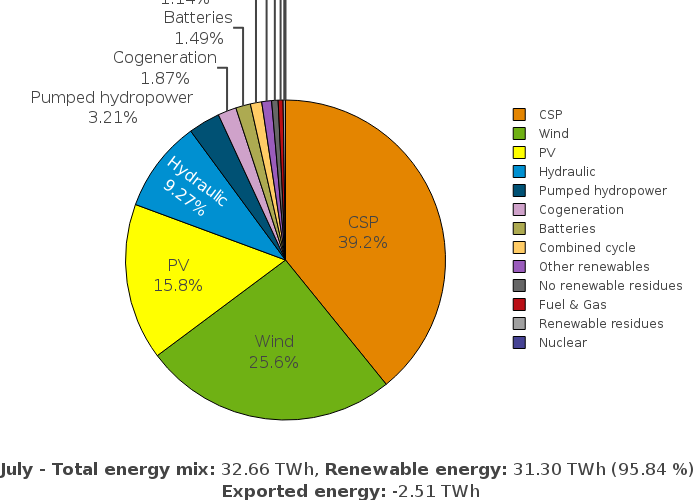 1.14%
Batteries
1.49%
Cogeneration
1.87%
Pumped hydropower
3.21%
Hydraulic
9.27%
CSP
39.2%
PV
15.8%
Wind
25.6%
CSP
Wind
PV
Hydraulic
Pumped hydropower
Cogeneration
Batteries
Combined cycle
Other renewables
No renewable residues
Fuel & Gas
Renewable residues
Nuclear
July - Total energy mix: 32.66 TWh, Renewable energy: 31.30 TWh (95.84 %)
Exported energy: -2.51 TWh